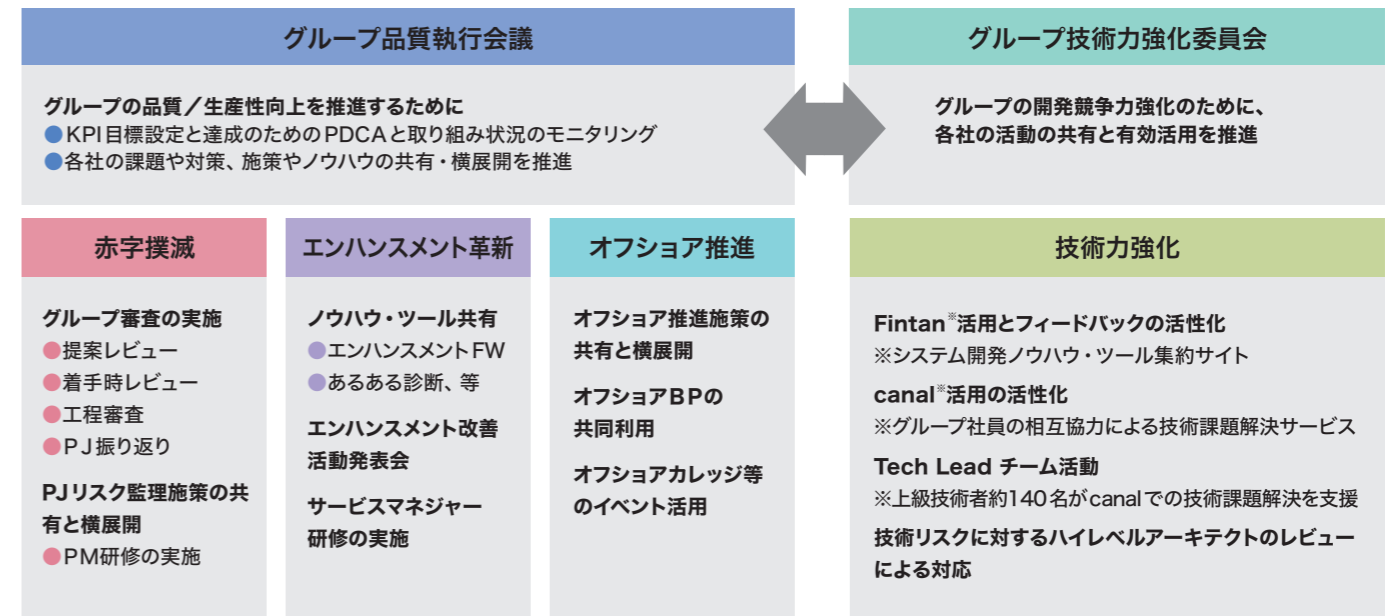 グループ品質執行会議
グループの品質／生産性向上を推進するために
●KPI目標設定と達成のためのPDCAと取り組み状況のモニタリング
●各社の課題や対策、施策やノウハウの共有・横展開を推進
グループ技術力強化委員会
グループの開発競争力強化のために、
各社の活動の共有と有効活用を推進
赤字撲滅
グループ審査の実施
●提案レビュー
●着手時レビュー
●工程審査
●PJ振り返り
PJリスク監理施策の共
有と横展開
●PM研修の実施
エンハンスメント革新
ノウハウ・ツール共有
●エンハンスメントFW
●あるある診断、等
エンハンスメント改善
活動発表会
サービスマネジャー
研修の実施
オフショア推進
オフショア推進施策の
共有と横展開
オフショアBPの
共同利用
オフショアカレッジ等
のイベント活用
技術力強化
Fintan※活用とフィードバックの活性化
※システム開発ノウハウ・ツール集約サイト
canal※活用の活性化
※グループ社員の相互協力による技術課題解決サービス
Tech Lead チーム活動
※上級技術者約140名がcanalでの技術課題解決を支援
技術リスクに対するハイレベルアーキテクトのレビュー
による対応